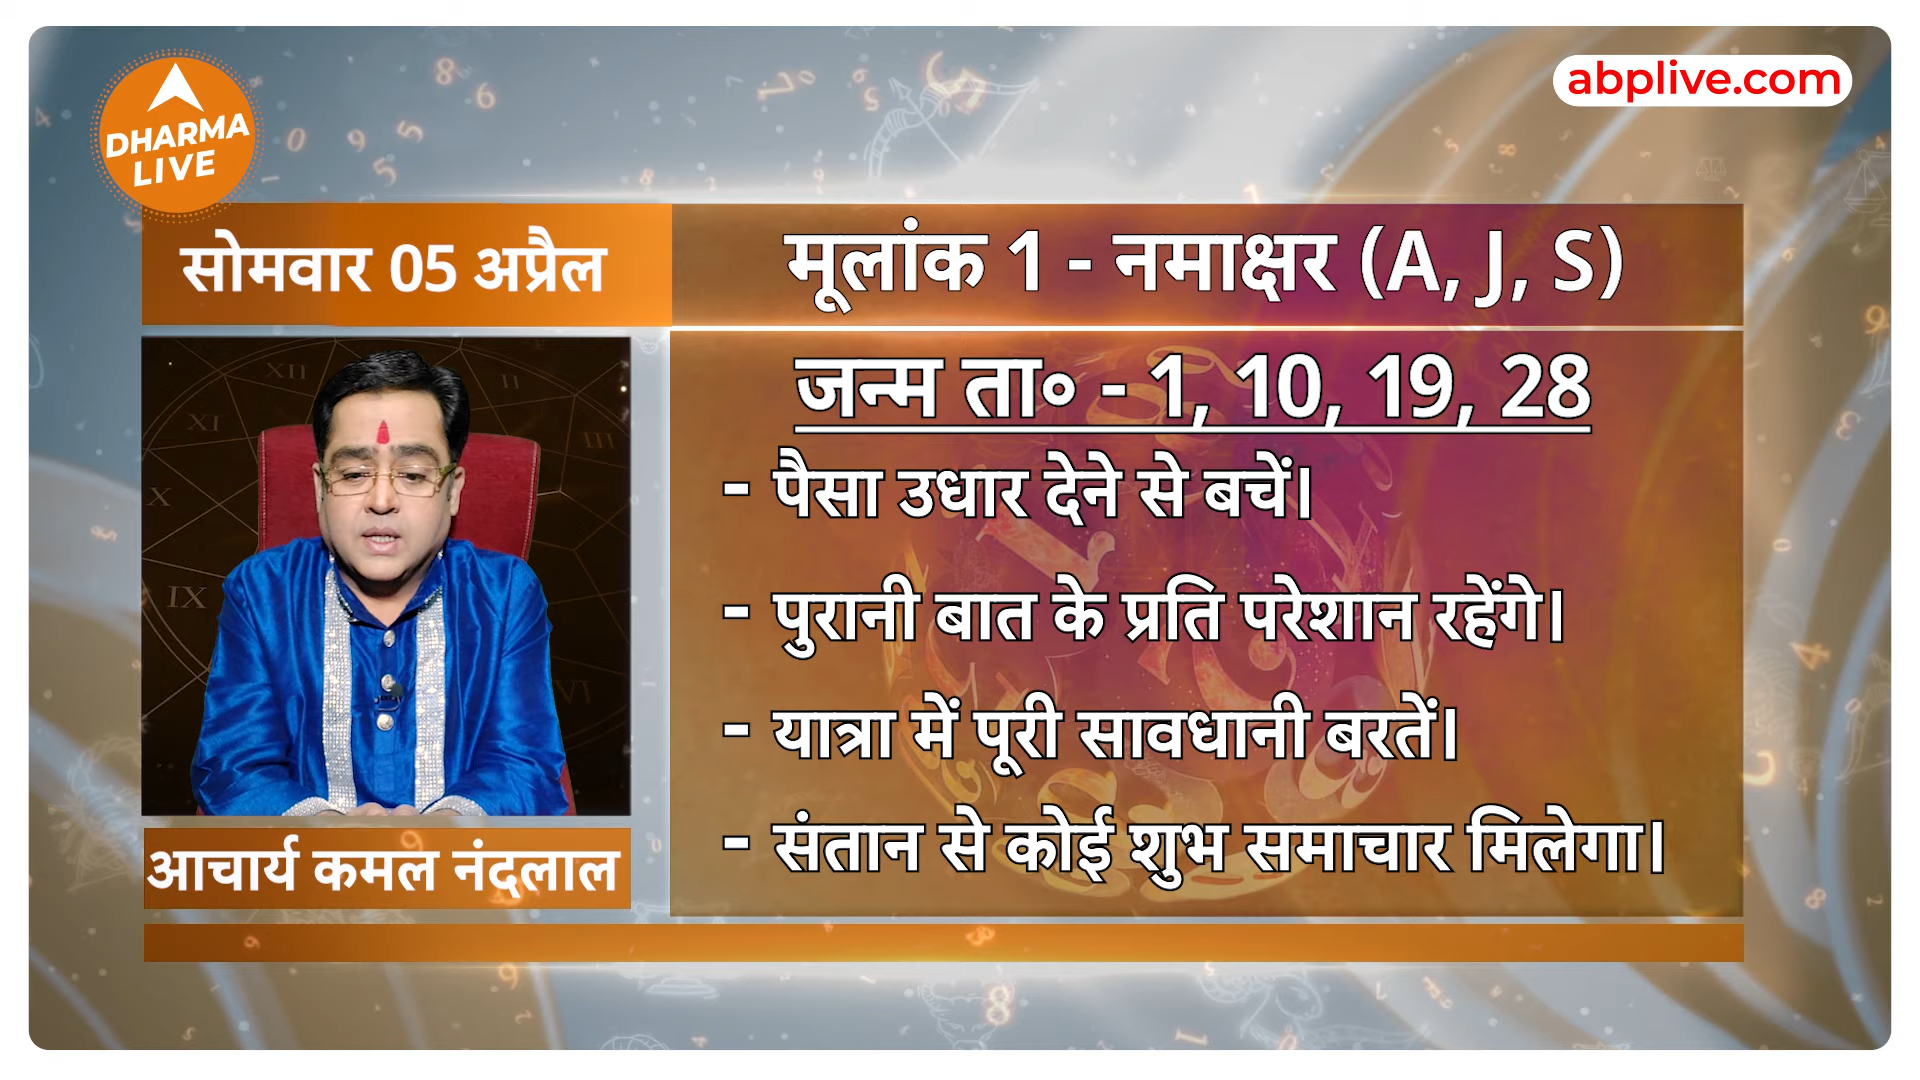 DHARMA
LIVE
abplive.com
सोमवार 05 अप्रैल
मूलांक 1 - नमाक्षर (A, J, S)
जन्म ता० - 1, 10, 19, 28
- पैसा उधार देने से बचें।
- पुरानी बात के प्रति परेशान रहेंगे।
- यात्रा में पूरी सावधानी बरतें।
- संतान से कोई शुभ समाचार मिलेगा।
आचार्य कमल नंदलाल